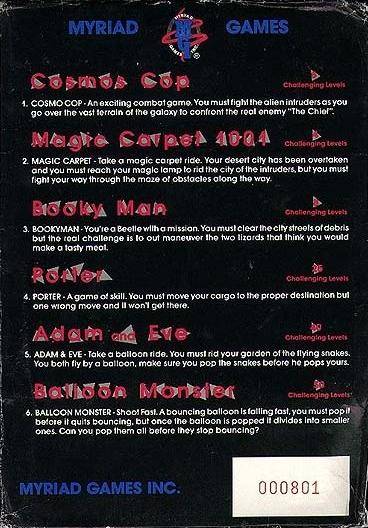 MYRIAD GAMES
MYRIAD
GAMES INC.
Cosmos Cop
Challenging Levels
1. COSMO COP - An exciting combat game. You must fight the alien intruders as you
go over the vast terrain of the galaxy to confront the real enemy "The Chief".
Magic Carpet 1001
Challenging Levels
2. MAGIC CARPET - Take a magic carpet ride. Your desert city has been overtaken
and you must reach your magic lamp to rid the city of the intruders, but you must
fight your way through the maze of obstacles along the way.
Booky Man
Challenging Levels
3. BOOKYMAN - You're a Beetle with a mission. You must clear the city streets of debris
but the real challenge is to out maneuver the two lizards that think you would
make a tasty meal.
Porter
Challenging Levels
4. PORTER - A game of skill. You must move your cargo to the proper destination but
one wrong move and it won't get there.
Adam and Eve
Challenging Levels
5. ADAM & EVE - Take a balloon ride. You must rid your garden of the flying snakes.
You both fly by a balloon, make sure you pop the snakes before he pops yours.
Balloon Monster
Challenging Levels
6. BALLOON MONSTER - Shoot Fast. A bouncing balloon is falling fast, you must pop it
before it quits bouncing, but once the balloon is popped it divides into smaller
ones. Can you pop them all before they stop bouncing?
MYRIAD GAMES INC.
000801